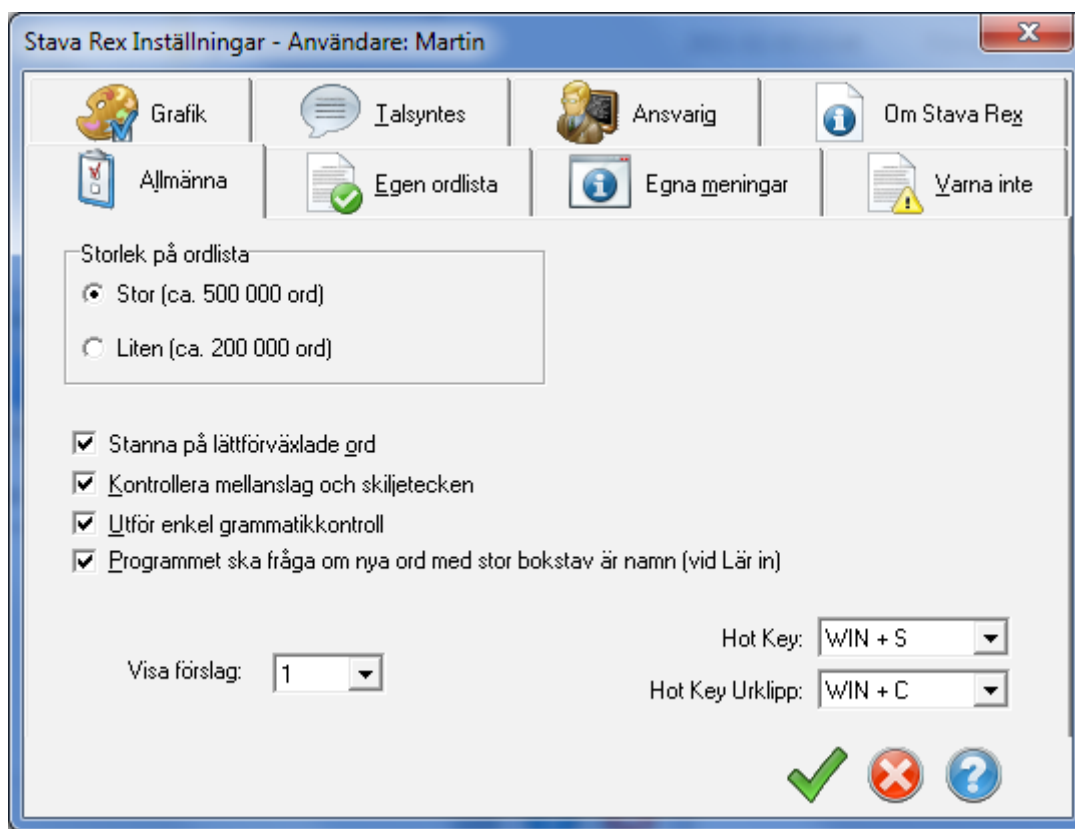 Stava Rex Inställningar - Användare: Martin
Grafik
Talsyntes
Ansvarig
Om Stava Rex
Allmänna
Egen ordlista
Egna meningar
Varna inte
Storlek på ordlista
Stor (ca. 500 000 ord)
Liten (ca. 200 000 ord)
Stanna på lättförväxlade ord
Kontrollera mellanslag och skiljetecken
Utför enkel grammatikkontroll
Programmet ska fråga om nya ord med stor bokstav är namn (vid Lär in)
Visa förslag: 1
Hot Key: WIN + S
Hot Key Urklipp: WIN + C